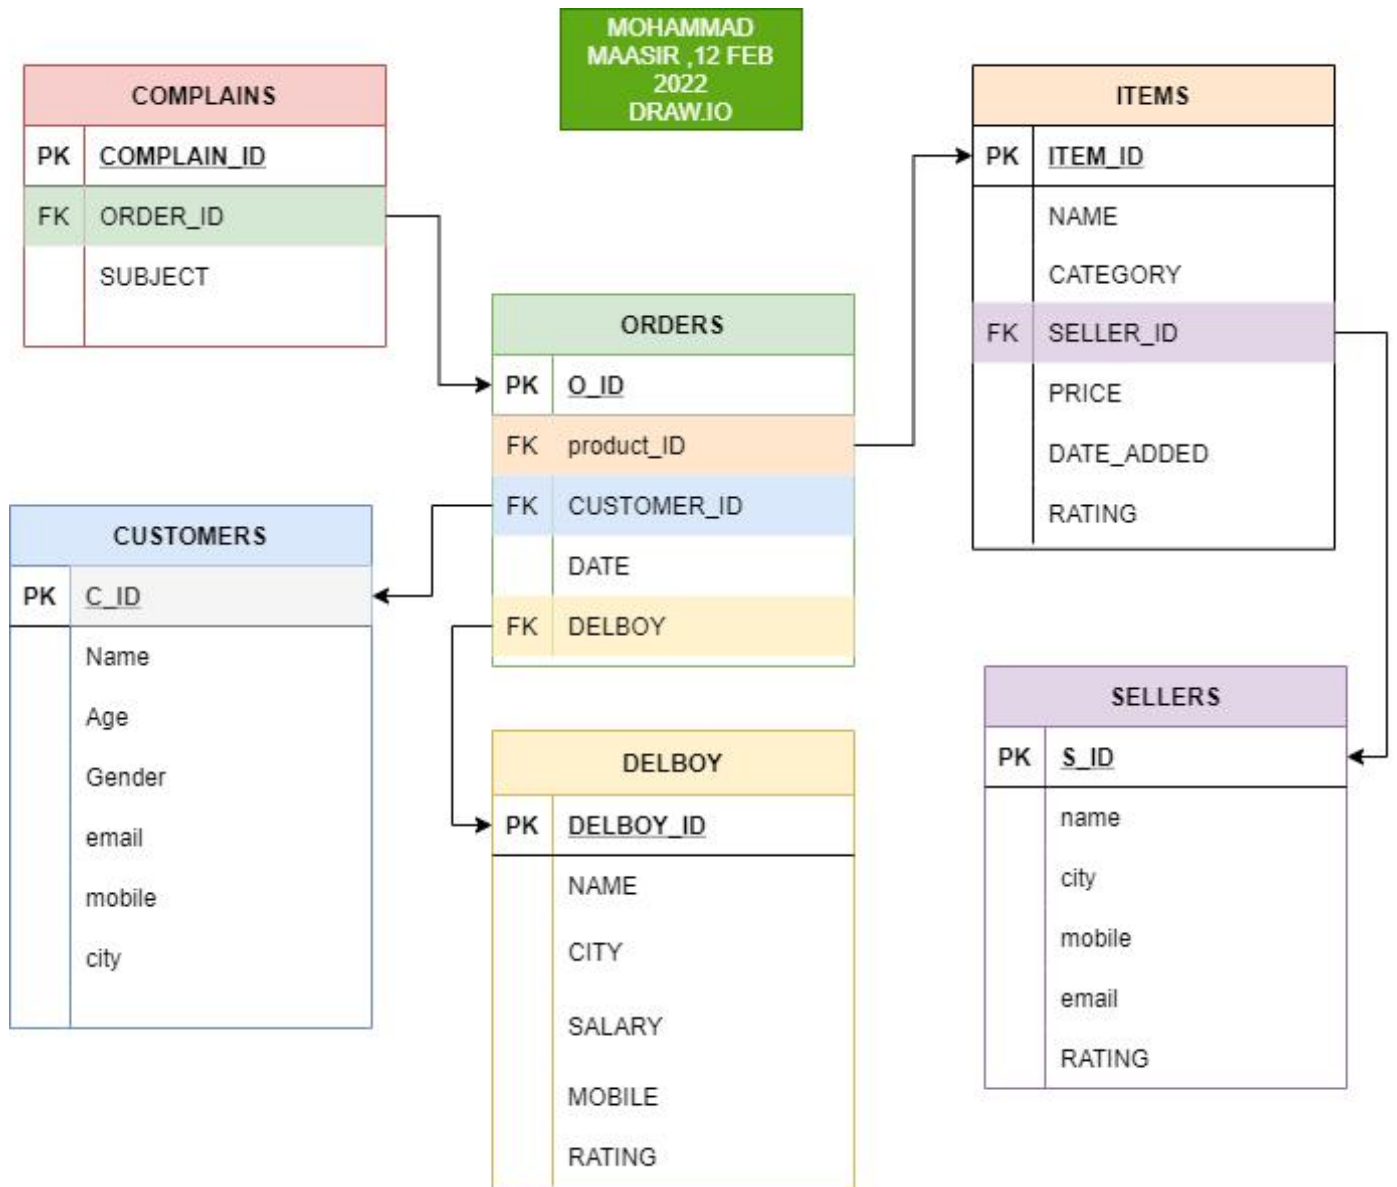 MOHAMMAD
MAASIR ,12 FEB
2022
DRAW.IO
COMPLAINS
PK COMPLAIN_ID
FK ORDER_ID
SUBJECT
ITEMS
PK ITEM_ID
NAME
CATEGORY
FK SELLER_ID
PRICE
DATE_ADDED
RATING
ORDERS
PK O_ID
FK product_ID
FK CUSTOMER_ID
DATE
FK DELBOY
CUSTOMERS
PK C_ID
Name
Age
Gender
email
mobile
city
DELBOY
PK DELBOY_ID
NAME
CITY
SALARY
MOBILE
RATING
SELLERS
PK S_ID
name
city
mobile
email
RATING